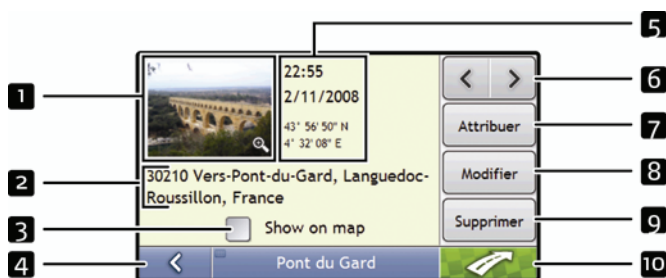 5
22:55
2/11/2008
43° 56' 50" N
4° 32' 08" E
6
1
Attribuer
7
2
30210 Vers-Pont-du-Gard, Languedoc-
Roussillon, France
Modifier
8
3
Show on map
Supprimer
9
4
Pont du Gard
10